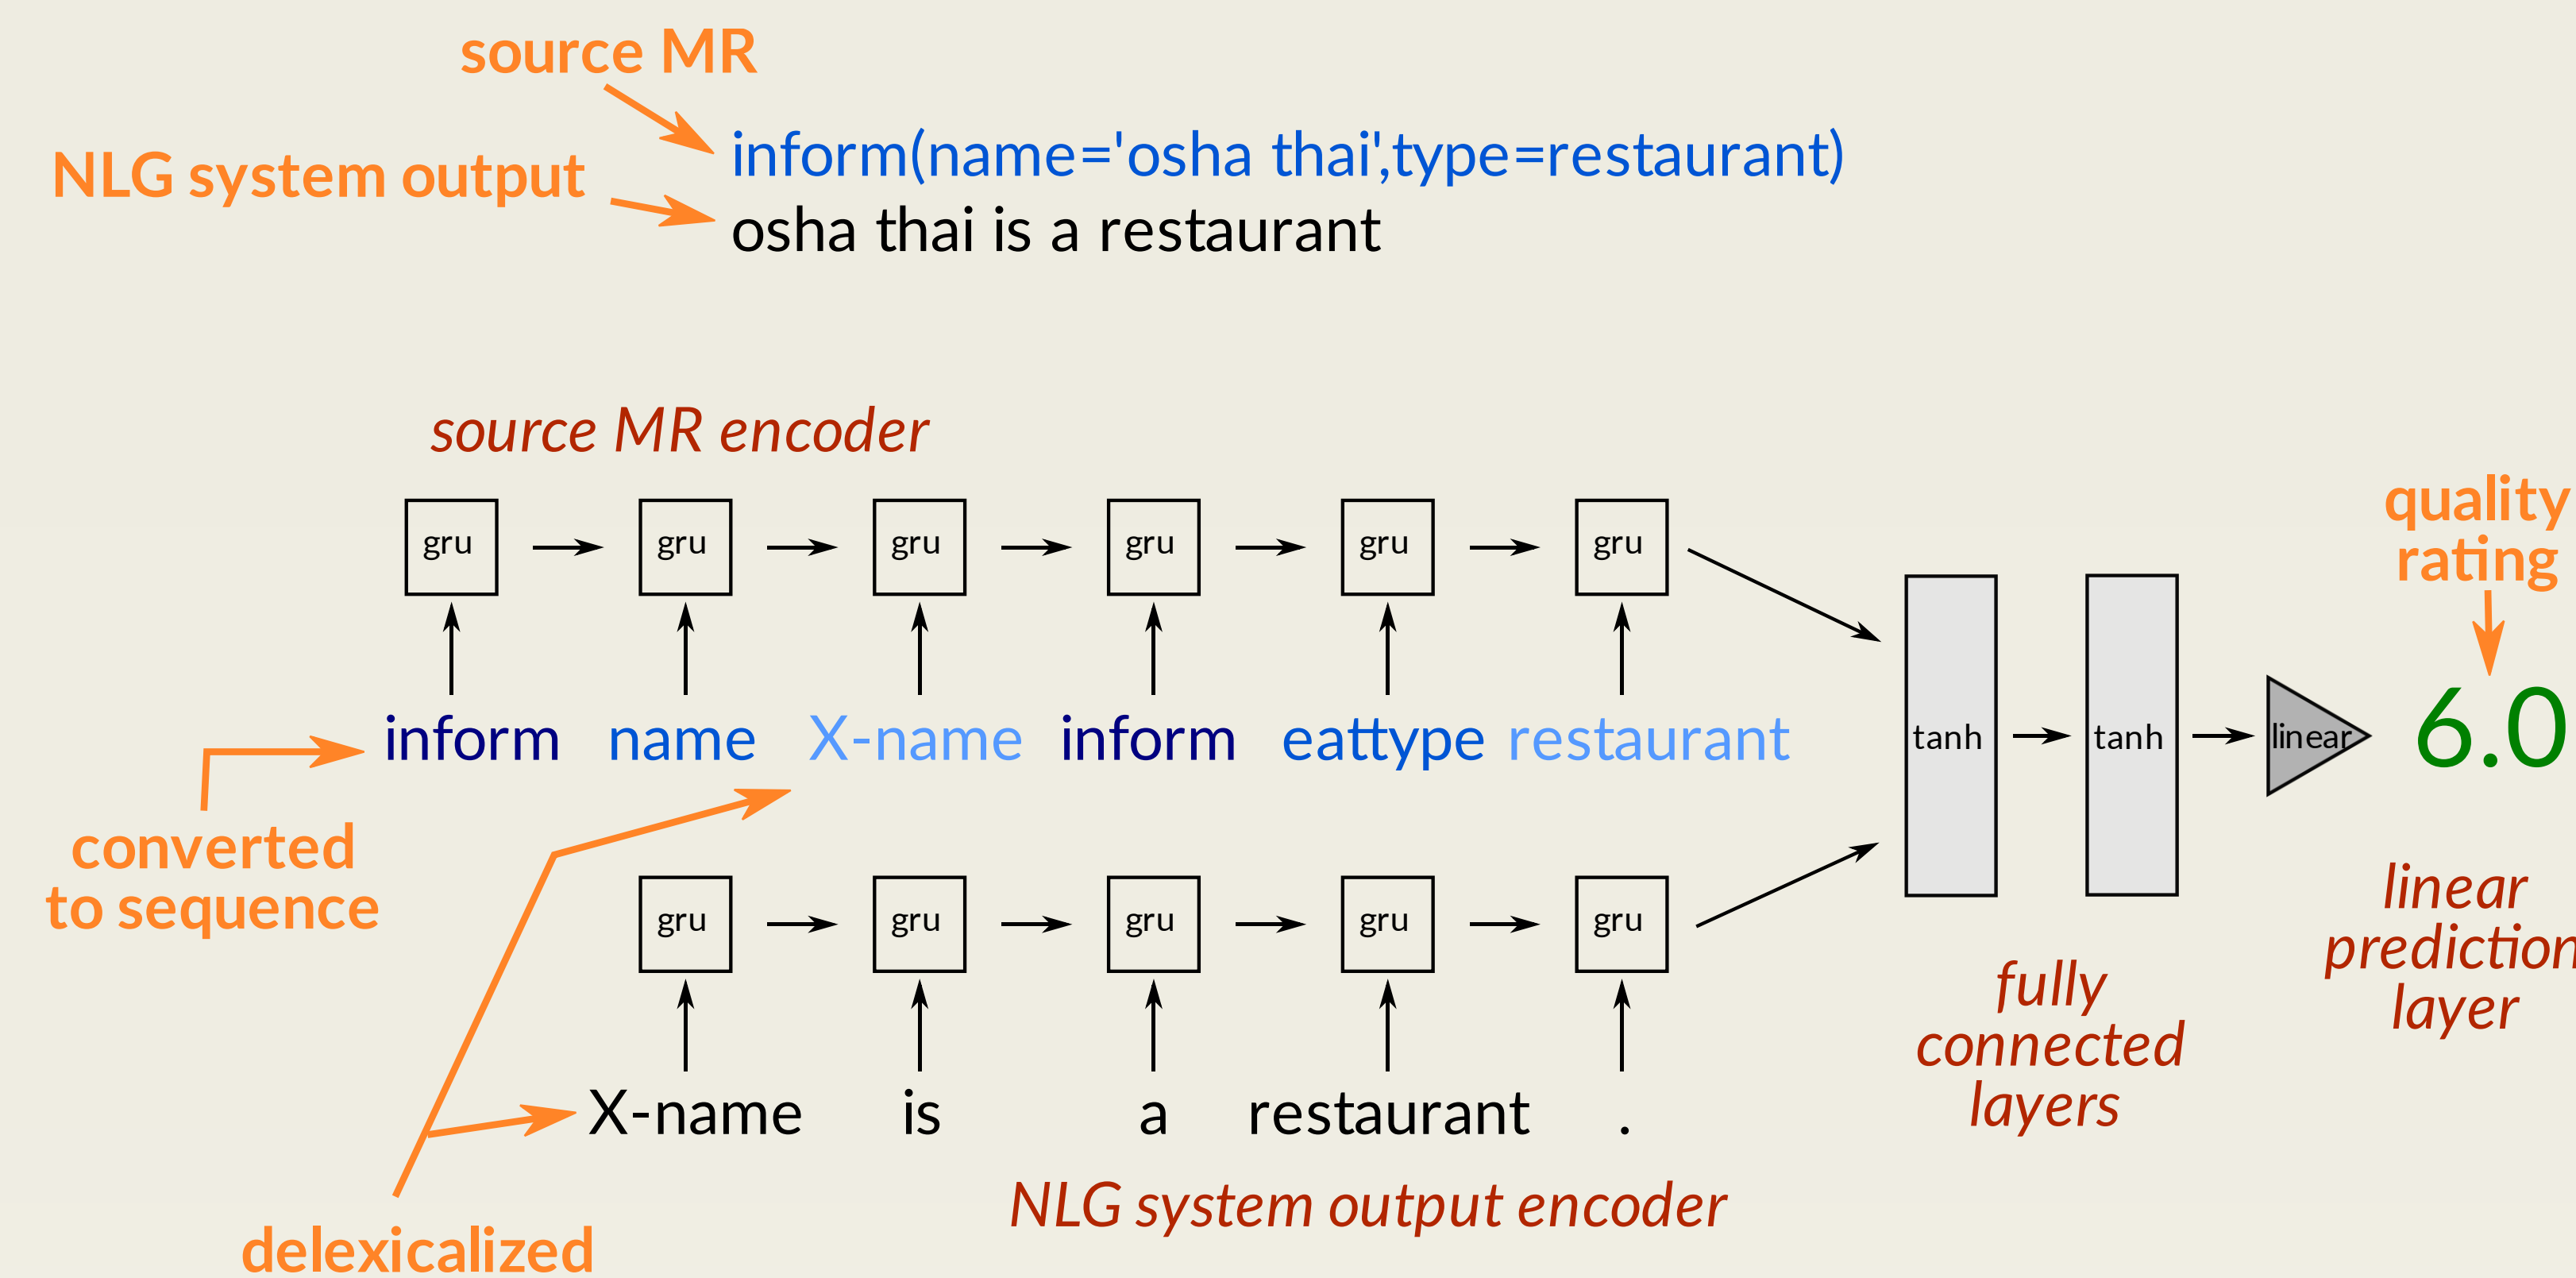 source MR
inform(name='osha thai',type=restaurant)
NLG system output
osha thai is a restaurant
source MR encoder
gru gru gru gru gru gru
quality
rating
inform name X-name inform eattype restaurant
tanh tanh linear 6.0
converted
to sequence
gru gru gru gru gru
linear
prediction
layer
fully
connected
layers
X-name is a restaurant .
NLG system output encoder
delexicalized